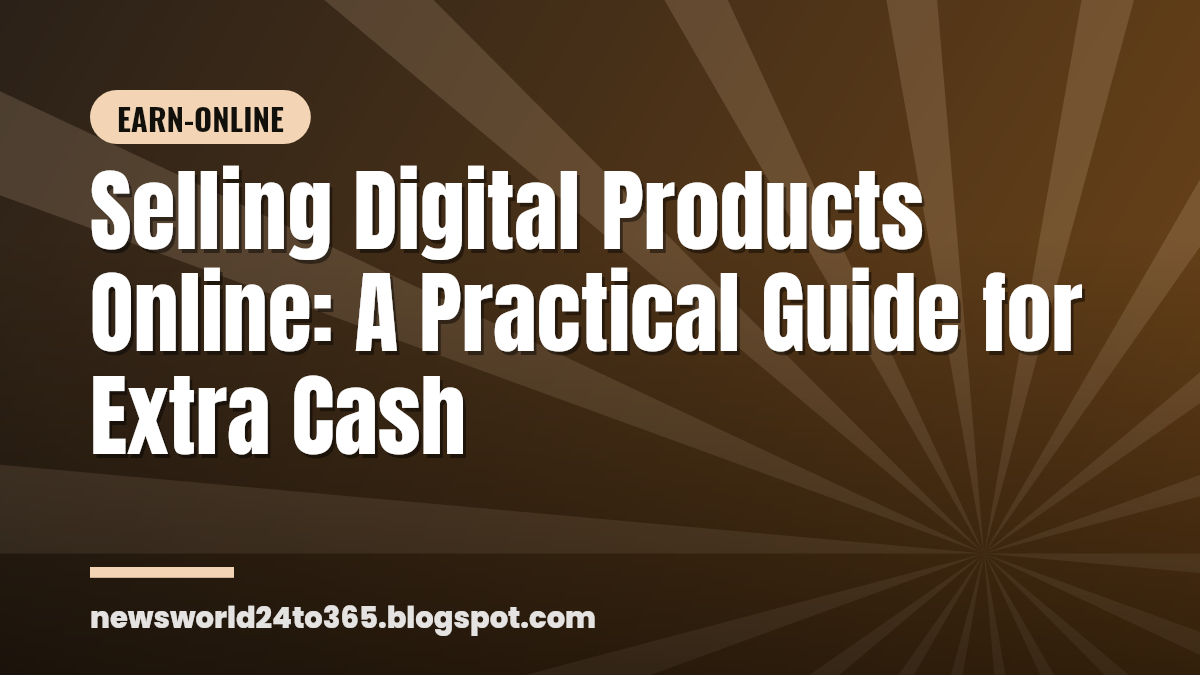 EARN-ONLINE
Selling Digital Products
Online: A Practical Guide for
Extra Cash
newsworld24to365.blogspot.com